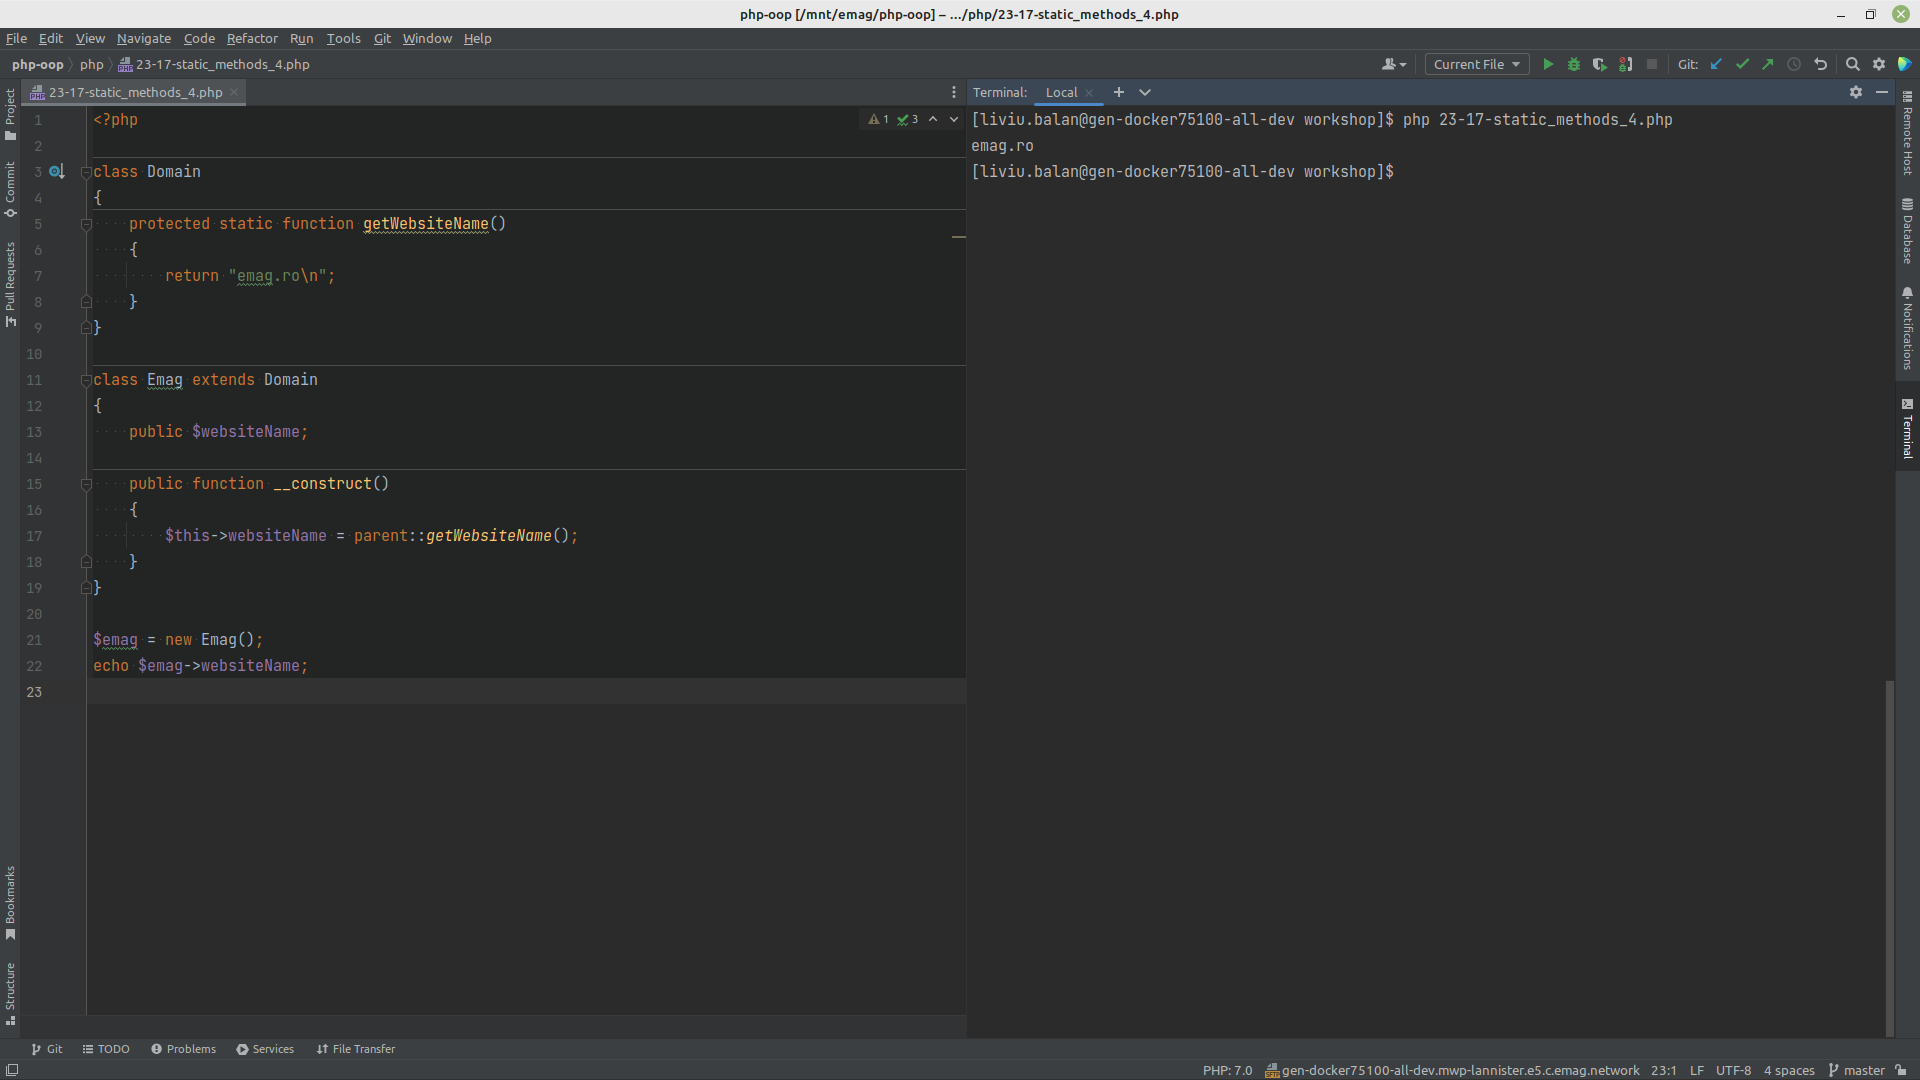 php-oop [/mnt/emag/php-oop] – .../php/23-17-static_methods_4.php
File Edit View Navigate Code Refactor Run Tools Git Window Help
php-oop php 23-17-static_methods_4.php Current File Git:
23-17-static_methods_4.php
1 <?php
2
3 class Domain
4 {
5 protected static function getWebsiteName()
6 {
7 return "emag.ro\n";
8 }
9 }
10
11 class Emag extends Domain
12 {
13 public $websiteName;
14
15 public function __construct()
16 {
17 $this->websiteName = parent::getWebsiteName();
18 }
19 }
20
21 $emag = new Emag();
22 echo $emag->websiteName;
23
1 3
Terminal: Local
[liviu.balan@gen-docker75100-all-dev workshop]$ php 23-17-static_methods_4.php
emag.ro
[liviu.balan@gen-docker75100-all-dev workshop]$
Project
Commit
Pull Requests
Bookmarks
Structure
Remote Host
Database
Notifications
Terminal
Git TODO Problems Services File Transfer
PHP: 7.0 gen-docker75100-all-dev.mwp-lannister.e5.c.emag.network 23:1 LF UTF-8 4 spaces master